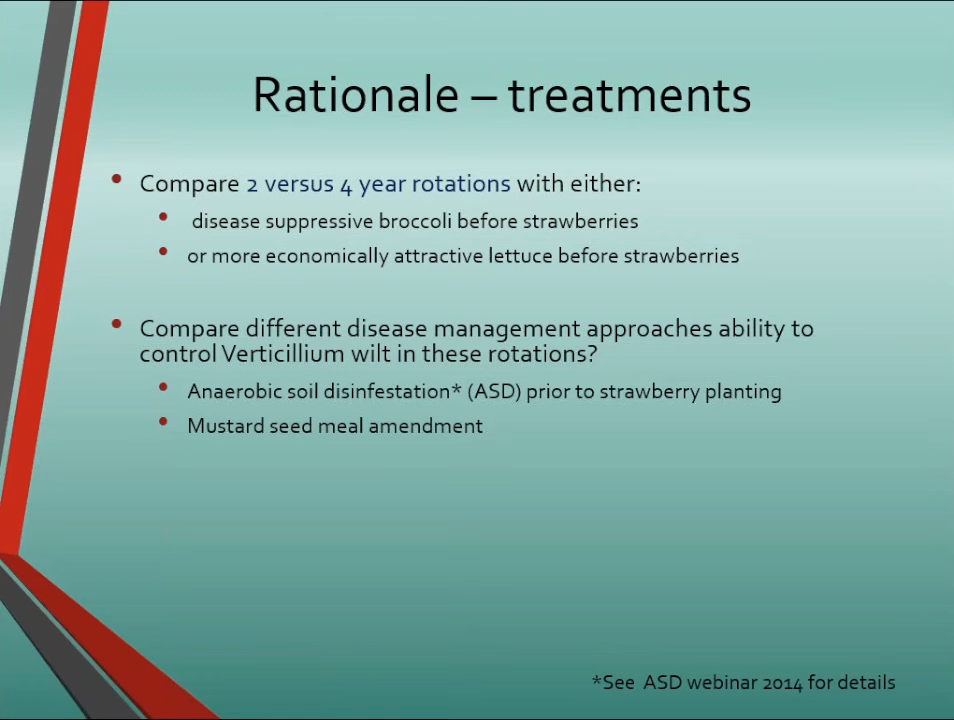 Rationale – treatments
• Compare 2 versus 4 year rotations with either:
• disease suppressive broccoli before strawberries
• or more economically attractive lettuce before strawberries
• Compare different disease management approaches ability to
control Verticillium wilt in these rotations?
• Anaerobic soil disinfestation* (ASD) prior to strawberry planting
• Mustard seed meal amendment
*See ASD webinar 2014 for details